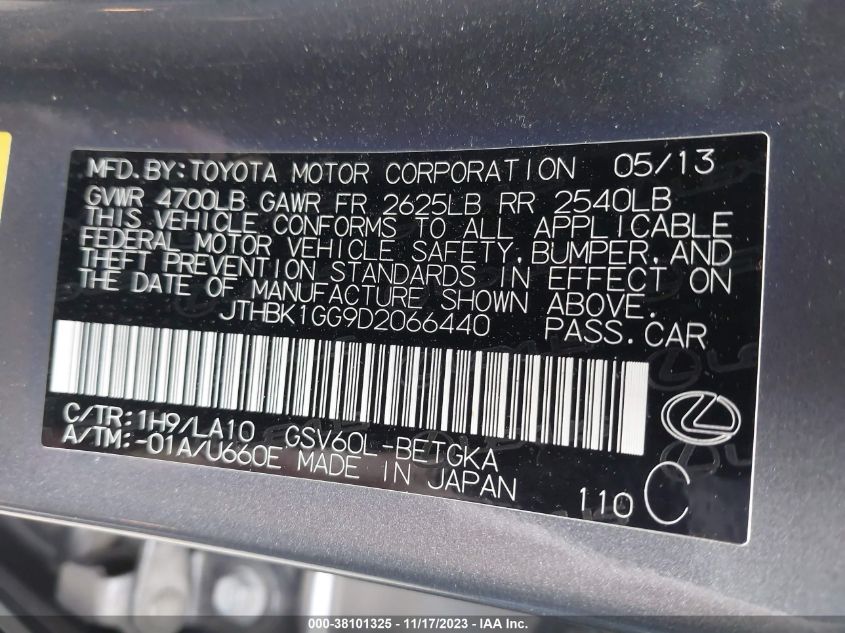 MFD.BY:TOYOTA MOTOR CORPORATION 05/13
GVWR 4700LB GAWR FR 2625LB RR 2540LB
THIS VEHICLE CONFORMS TO ALL APPLICABLE
FEDERAL MOTOR VEHICLE SAFETY,BUMPER,AND
THEFT PREVENTION STANDARDS IN EFFECT ON
THE DATE OF MANUFACTURE SHOWN ABOVE.
JTHBK1GG9D2066440 PASS.CAR
C/TR:1H9/LA10 GSV60L-BETGKA
A/TM:-01A/U660E MADE IN JAPAN
110 C
000-38101325 - 11/17/2023 - IAA Inc.